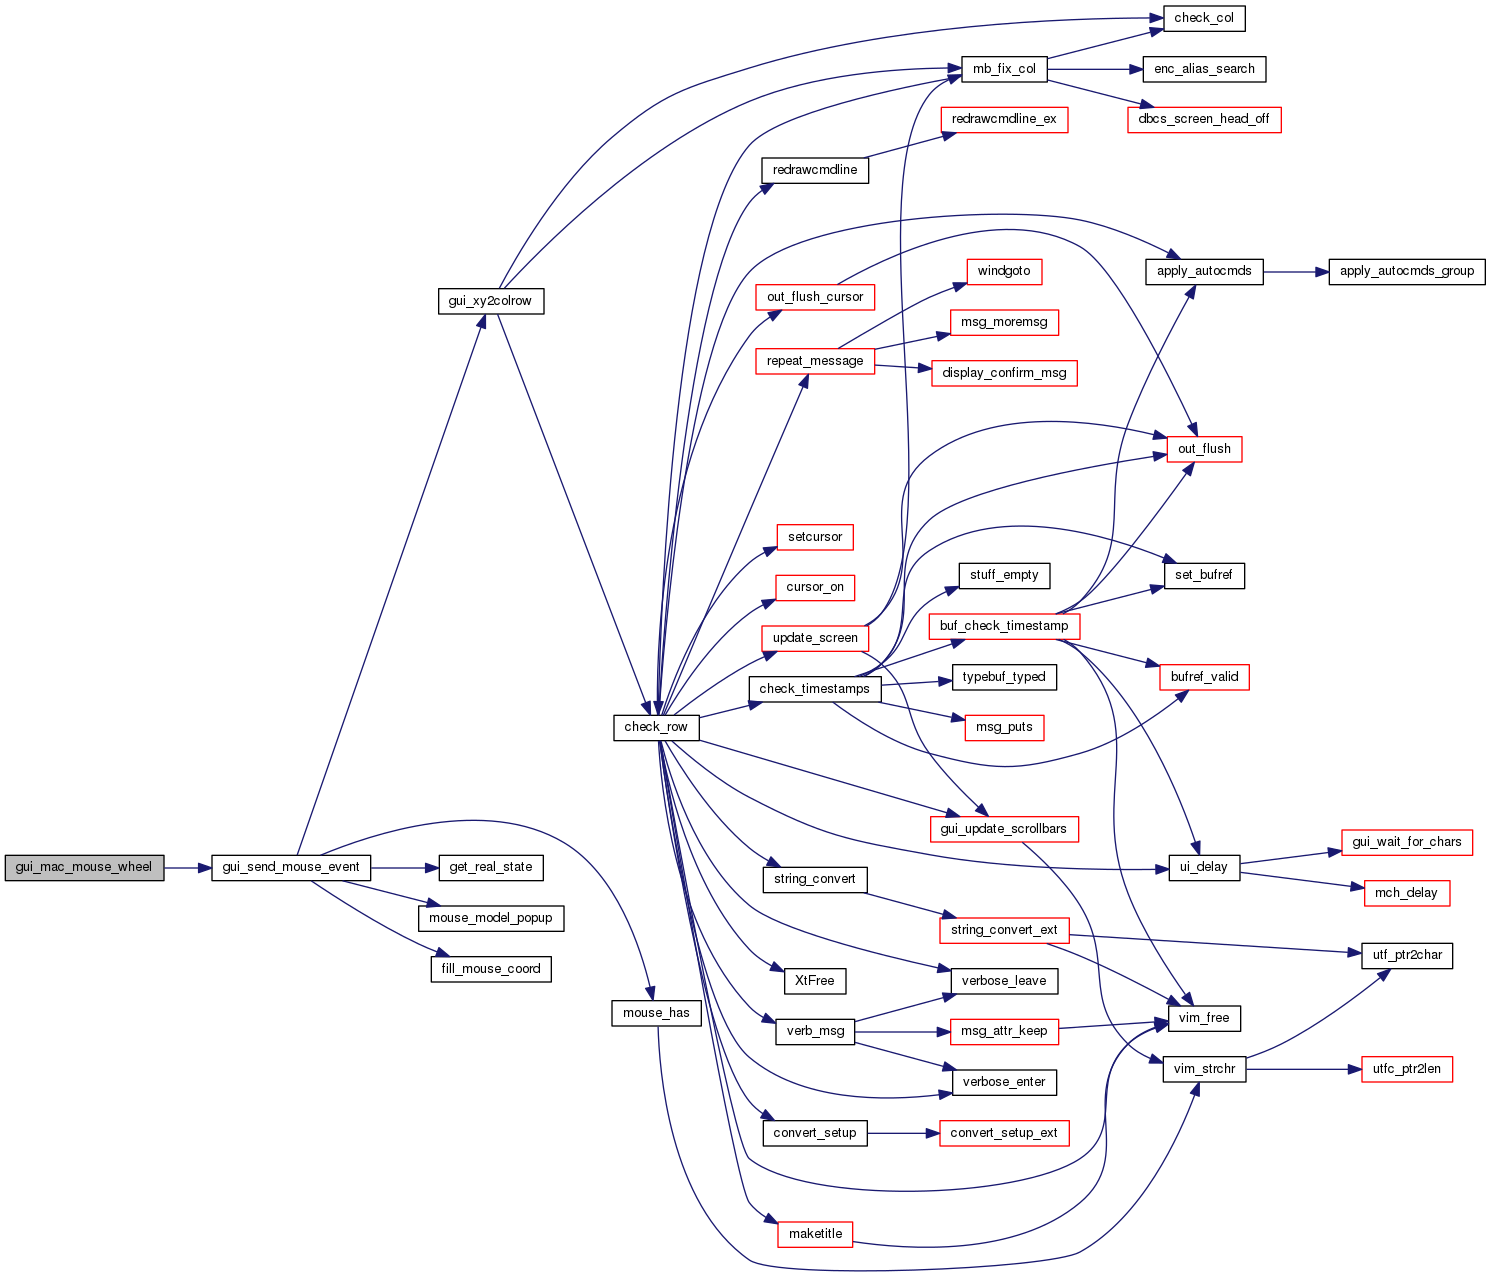 check_col
mb_fix_col
enc_alias_search
redrawcmdline_ex
dbcs_screen_head_off
redrawcmdline
windgoto
apply_autocmds
apply_autocmds_group
gui_xy2colrow
out_flush_cursor
msg_moremsg
repeat_message
display_confirm_msg
out_flush
setcursor
stuff_empty
set_bufref
cursor_on
buf_check_timestamp
update_screen
typebuf_typed
bufref_valid
check_timestamps
check_row
msg_puts
gui_update_scrollbars
gui_wait_for_chars
gui_mac_mouse_wheel
gui_send_mouse_event
get_real_state
string_convert
ui_delay
mch_delay
mouse_model_popup
string_convert_ext
fill_mouse_coord
utf_ptr2char
XtFree
verbose_leave
mouse_has
verb_msg
msg_attr_keep
vim_free
verbose_enter
vim_strchr
utfc_ptr2len
convert_setup
convert_setup_ext
maketitle